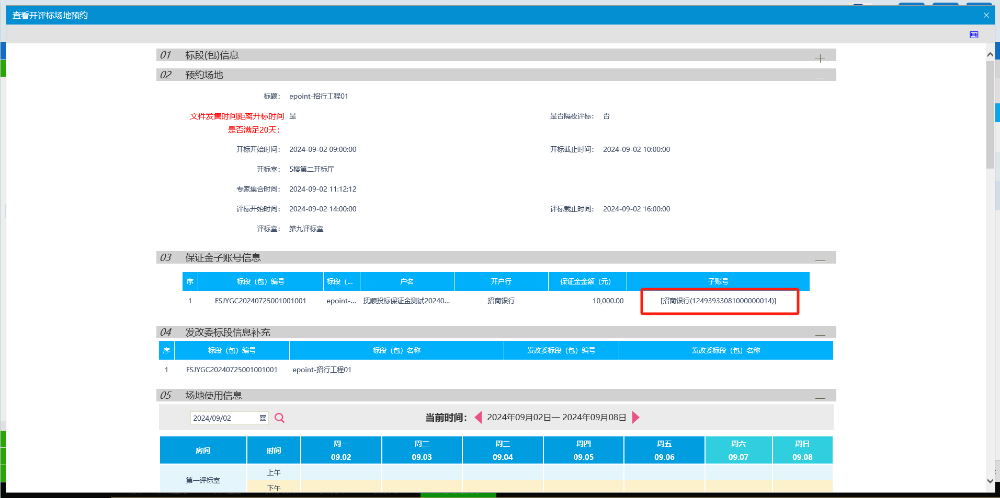 查看开评标场地预约
01 标段(包)信息
02 预约场地
标题： epoint-招行工程01
文件发售时间距离开标时间 是 是否隔夜评标： 否
是否满足20天：
开标开始时间： 2024-09-02 09:00:00 开标截止时间： 2024-09-02 10:00:00
开标室： 5楼第二开标厅
专家集合时间： 2024-09-02 11:12:12
评标开始时间： 2024-09-02 14:00:00 评标截止时间： 2024-09-02 16:00:00
评标室： 第九评标室
03 保证金子账号信息
序 标段（包）编号 标段（... 户名 开户行 保证金金额（元） 子账号
1 FSJYGC20240725001001001 epoint-... 抚顺投标保证金测试20240... 招商银行 10,000.00 [招商银行(12493933081000000014)]
04 发改委标段信息补充
序 标段（包）编号 标段（包）名称 发改委标段（包）编号 发改委标段（包）名称
1 FSJYGC20240725001001001 epoint-招行工程01
05 场地使用信息
2024/09/02 当前时间： 2024年09月02日— 2024年09月08日
房间 时间 周一 周二 周三 周四 周五 周六 周日
09.02 09.03 09.04 09.05 09.06 09.07 09.08
第一评标室 上午
下午